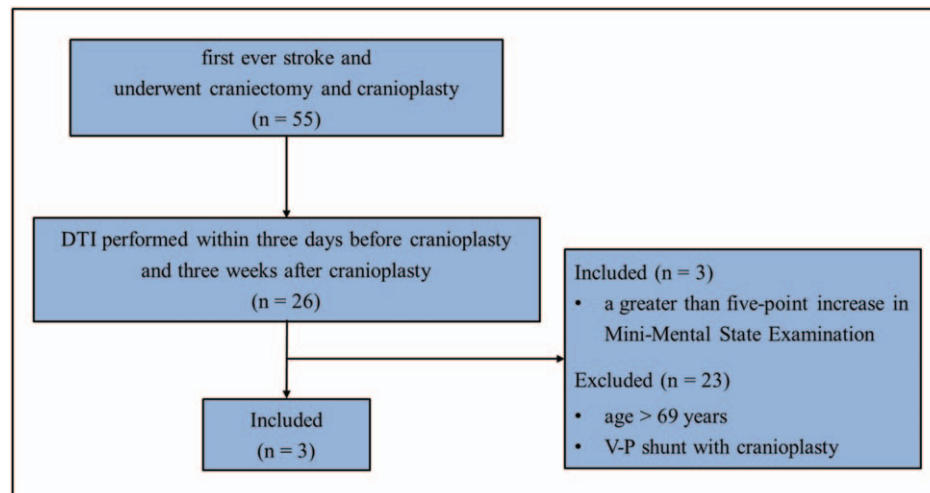 first ever stroke and
underwent craniectomy and cranioplasty
(n = 55)
DTI performed within three days before cranioplasty
and three weeks after cranioplasty
(n = 26)
Included (n = 3)
• a greater than five-point increase in
Mini-Mental State Examination
Excluded (n = 23)
• age > 69 years
• V-P shunt with cranioplasty
Included
(n = 3)